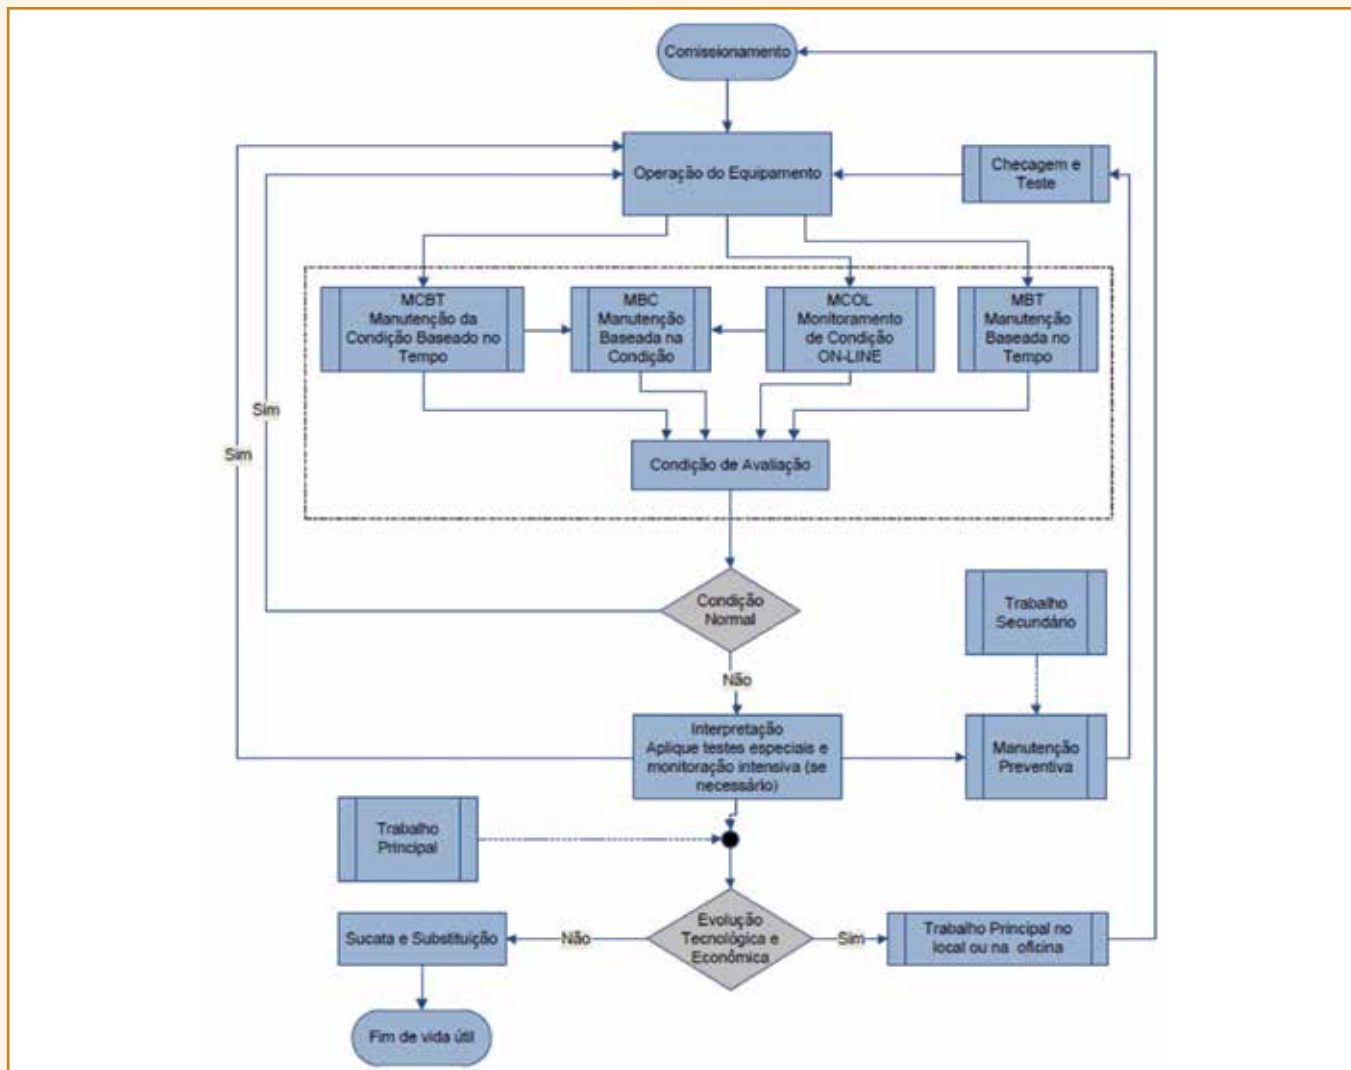 Comissionamento
Operação do Equipamento
Checagem e
Teste
MCBT
Manutenção da
Condição Baseado no
Tempo
MBC
Manutenção
Baseada na
Condição
MCOL
Monitoramento
de Condição
ON-LINE
MBT
Manutenção
Baseada no
Tempo
Sim
Sim
Condição de Avaliação
Condição
Normal
Trabalho
Secundário
Não
Interpretação
Aplique testes especiais e
monitoração intensiva (se
necessário)
Manutenção
Preventiva
Trabalho
Principal
Evolução
Tecnológica e
Econômica
Sucata e Substituição
Não
Sim
Trabalho Principal no
local ou na oficina
Fim de vida útil